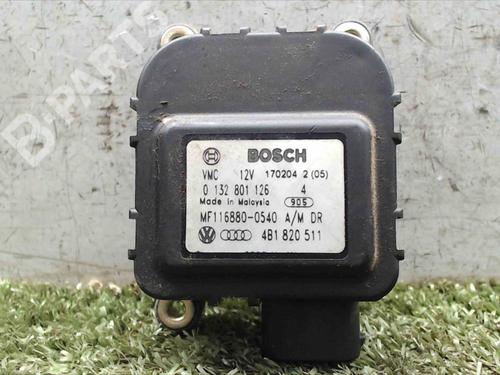 B-PARTS
BOSCH
VMC 12V 170204 2 (05)
0 132 801 126 4
Made in Malaysia 905
MF116880-0540 A/M DR
4B1 820 511